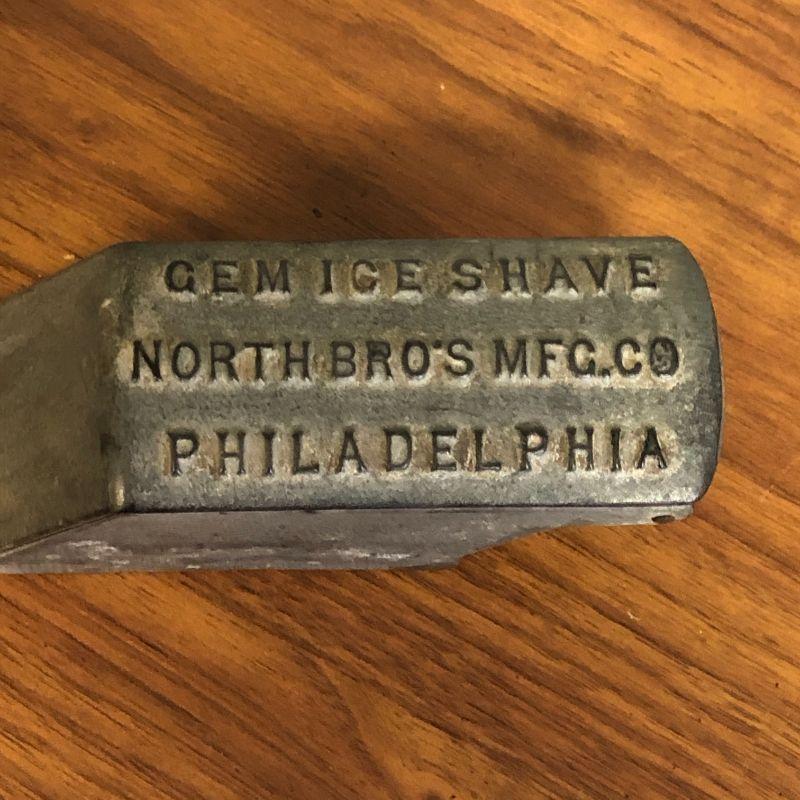 GEM ICE SHAVE
NORTH BRO'S MFG. CO
PHILADELPHIA